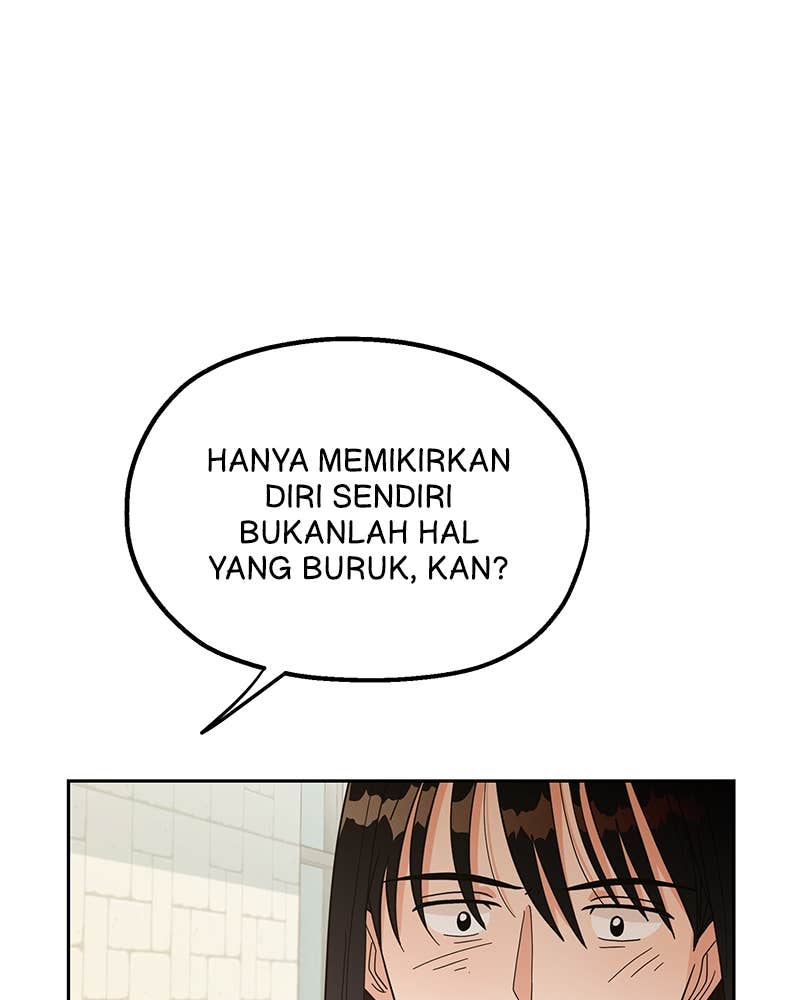 HANYA MEMIKIRKAN
DIRI SENDIRI
BUKANLAH HAL
YANG BURUK, KAN?